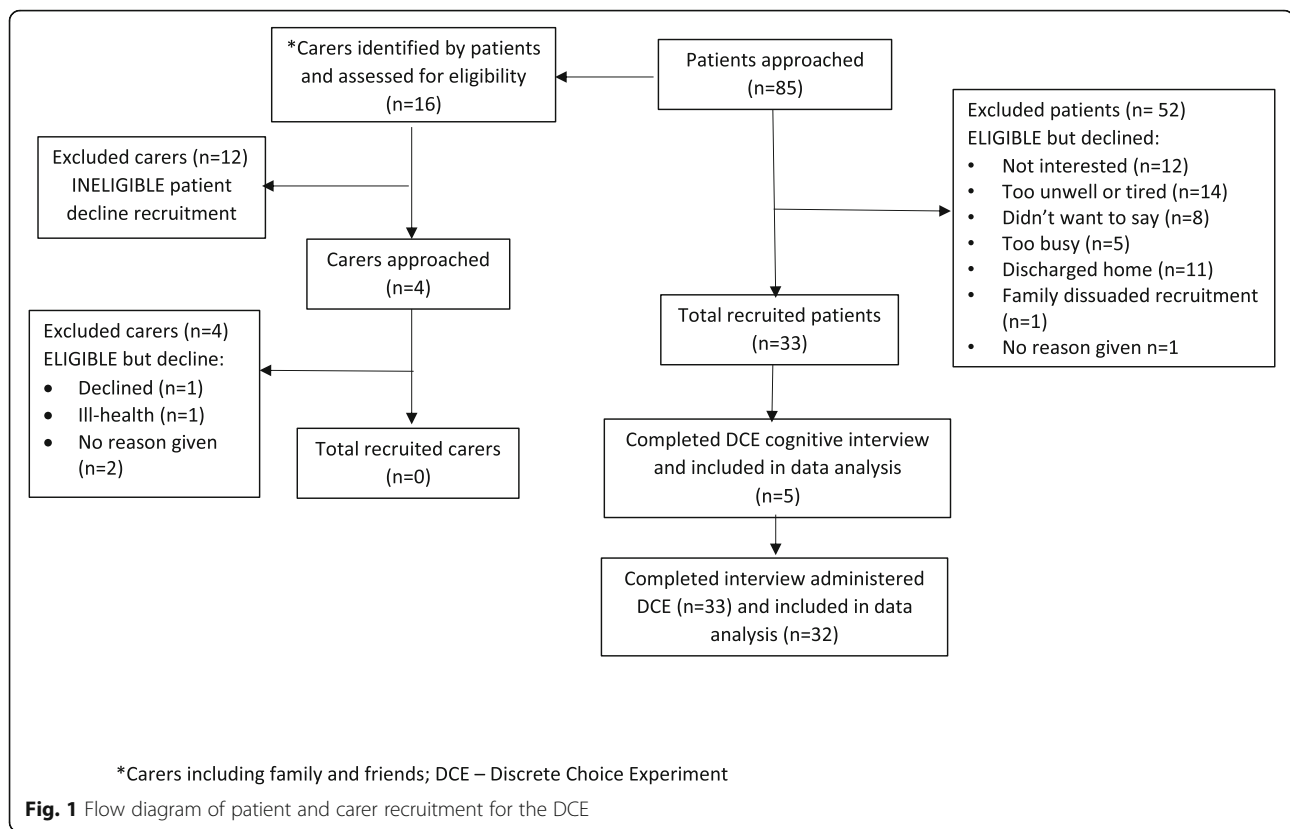 *Carers identified by patients
and assessed for eligibility
(n=16)
Patients approached
(n=85)
Excluded carers (n=12)
INELIGIBLE patient
decline recruitment
Excluded patients (n= 52)
ELIGIBLE but declined:
• Not interested (n=12)
• Too unwell or tired (n=14)
• Didn’t want to say (n=8)
• Too busy (n=5)
• Discharged home (n=11)
• Family dissuaded recruitment
(n=1)
• No reason given n=1
Carers approached
(n=4)
Total recruited patients
(n=33)
Excluded carers (n=4)
ELIGIBLE but decline:
• Declined (n=1)
• Ill-health (n=1)
• No reason given
(n=2)
Total recruited carers
(n=0)
Completed DCE cognitive interview
and included in data analysis
(n=5)
Completed interview administered
DCE (n=33) and included in data
analysis (n=32)
*Carers including family and friends; DCE – Discrete Choice Experiment
Fig. 1 Flow diagram of patient and carer recruitment for the DCE